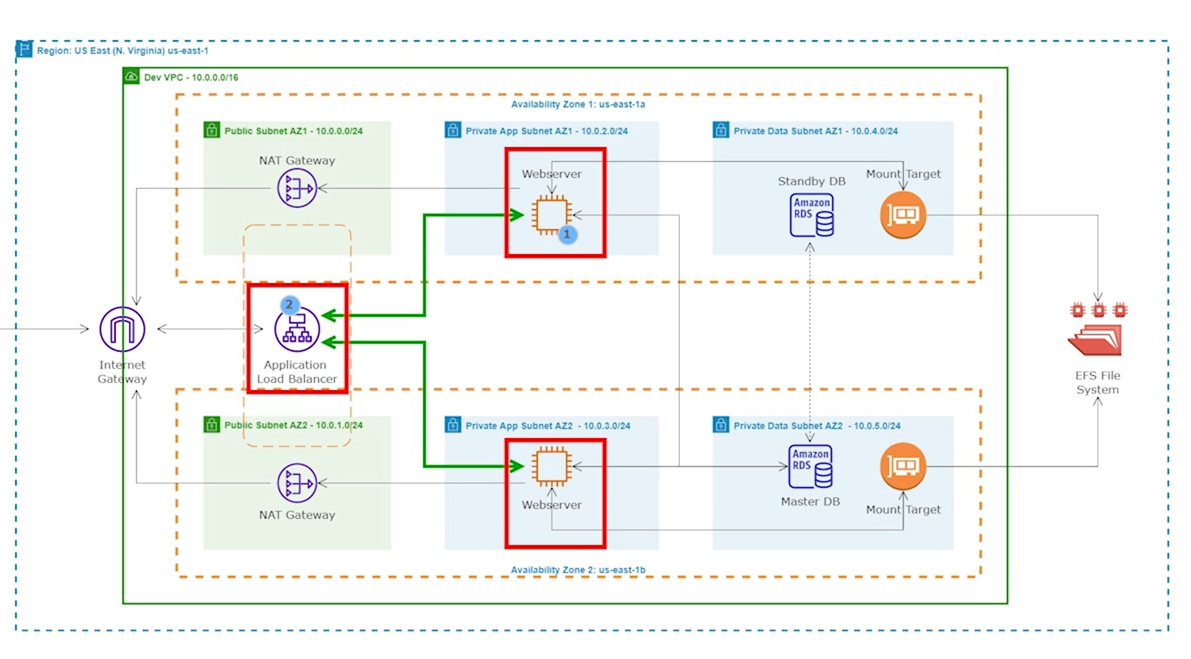 Region: US East (N. Virginia) us-east-1
Dev VPC - 10.0.0.0/16
Availability Zone 1: us-east-1a
Public Subnet AZ1 - 10.0.0.0/24
Private App Subnet AZ1 - 10.0.2.0/24
Private Data Subnet AZ1 - 10.0.4.0/24
NAT Gateway
Webserver
1
Standby DB
Amazon
RDS
Mount Target
2
Internet
Gateway
Application
Load Balancer
EFS File
System
Public Subnet AZ2 - 10.0.1.0/24
Private App Subnet AZ2 - 10.0.3.0/24
Private Data Subnet AZ2 - 10.0.5.0/24
NAT Gateway
Webserver
Amazon
RDS
Master DB
Mount Target
Availability Zone 2: us-east-1b